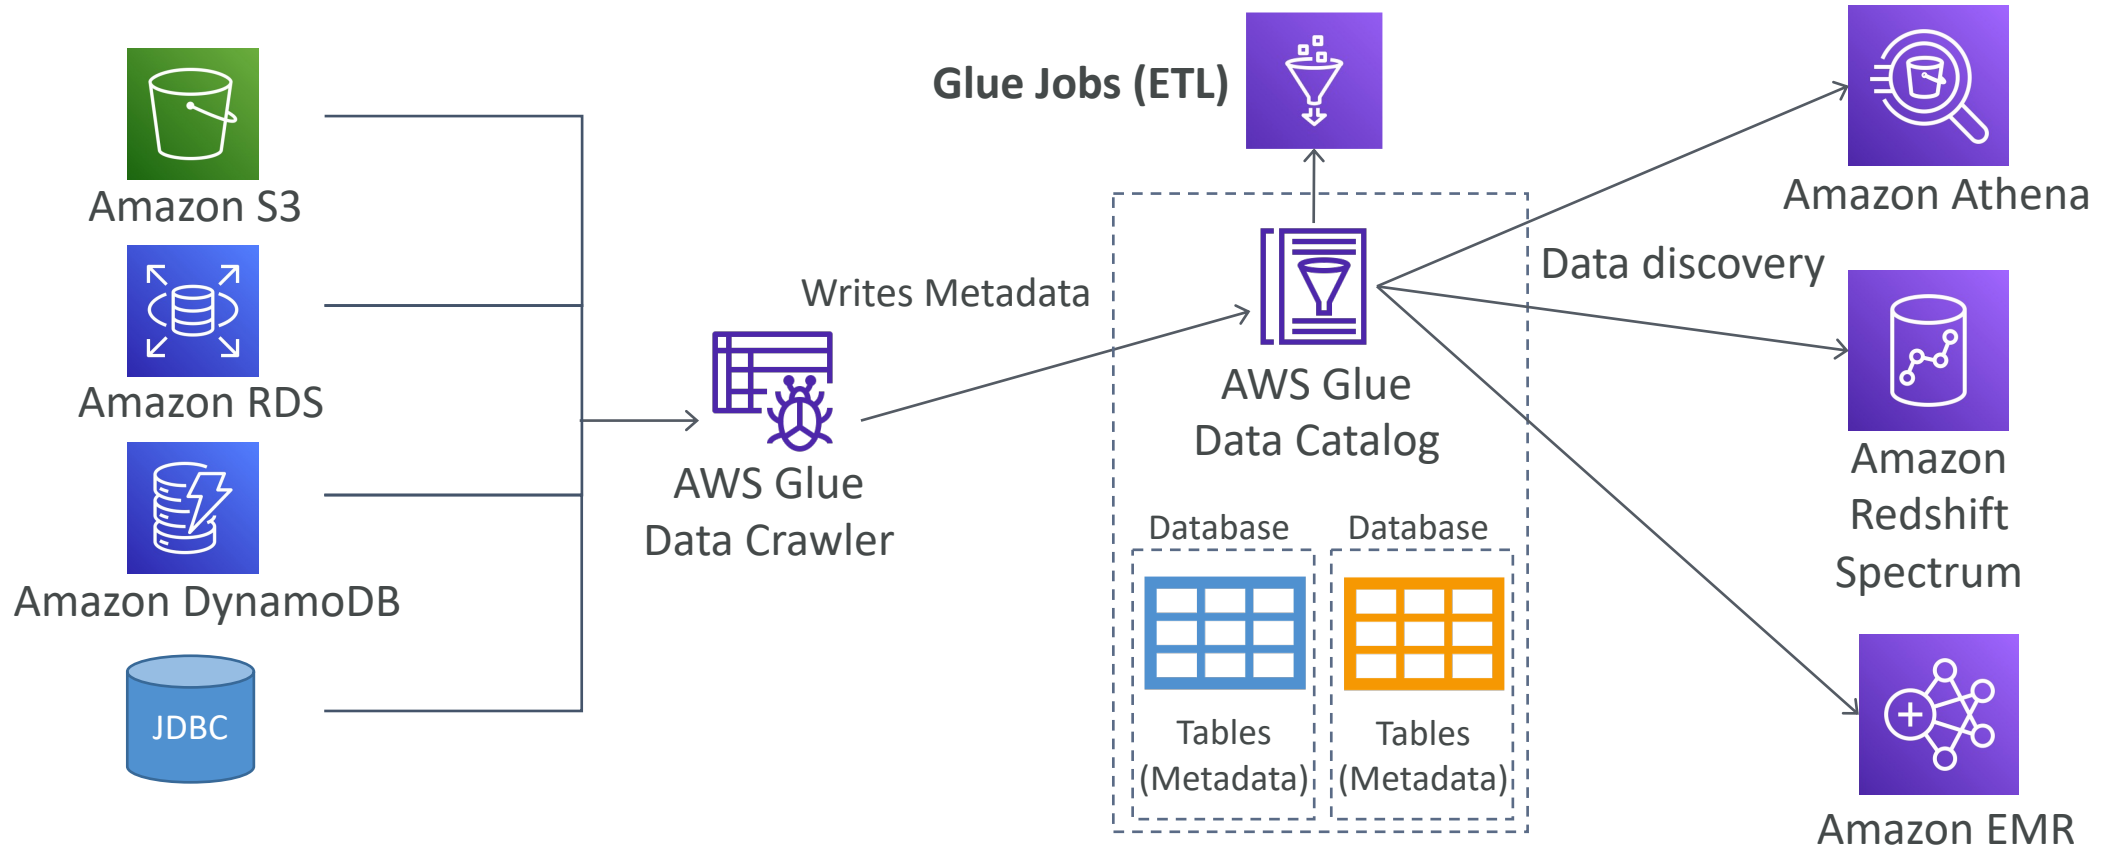 Amazon S3
Amazon RDS
Amazon DynamoDB
JDBC
AWS Glue
Data Crawler
Writes Metadata
Glue Jobs (ETL)
AWS Glue
Data Catalog
Database
Tables
(Metadata)
Database
Tables
(Metadata)
Data discovery
Amazon Athena
Amazon
Redshift
Spectrum
Amazon EMR